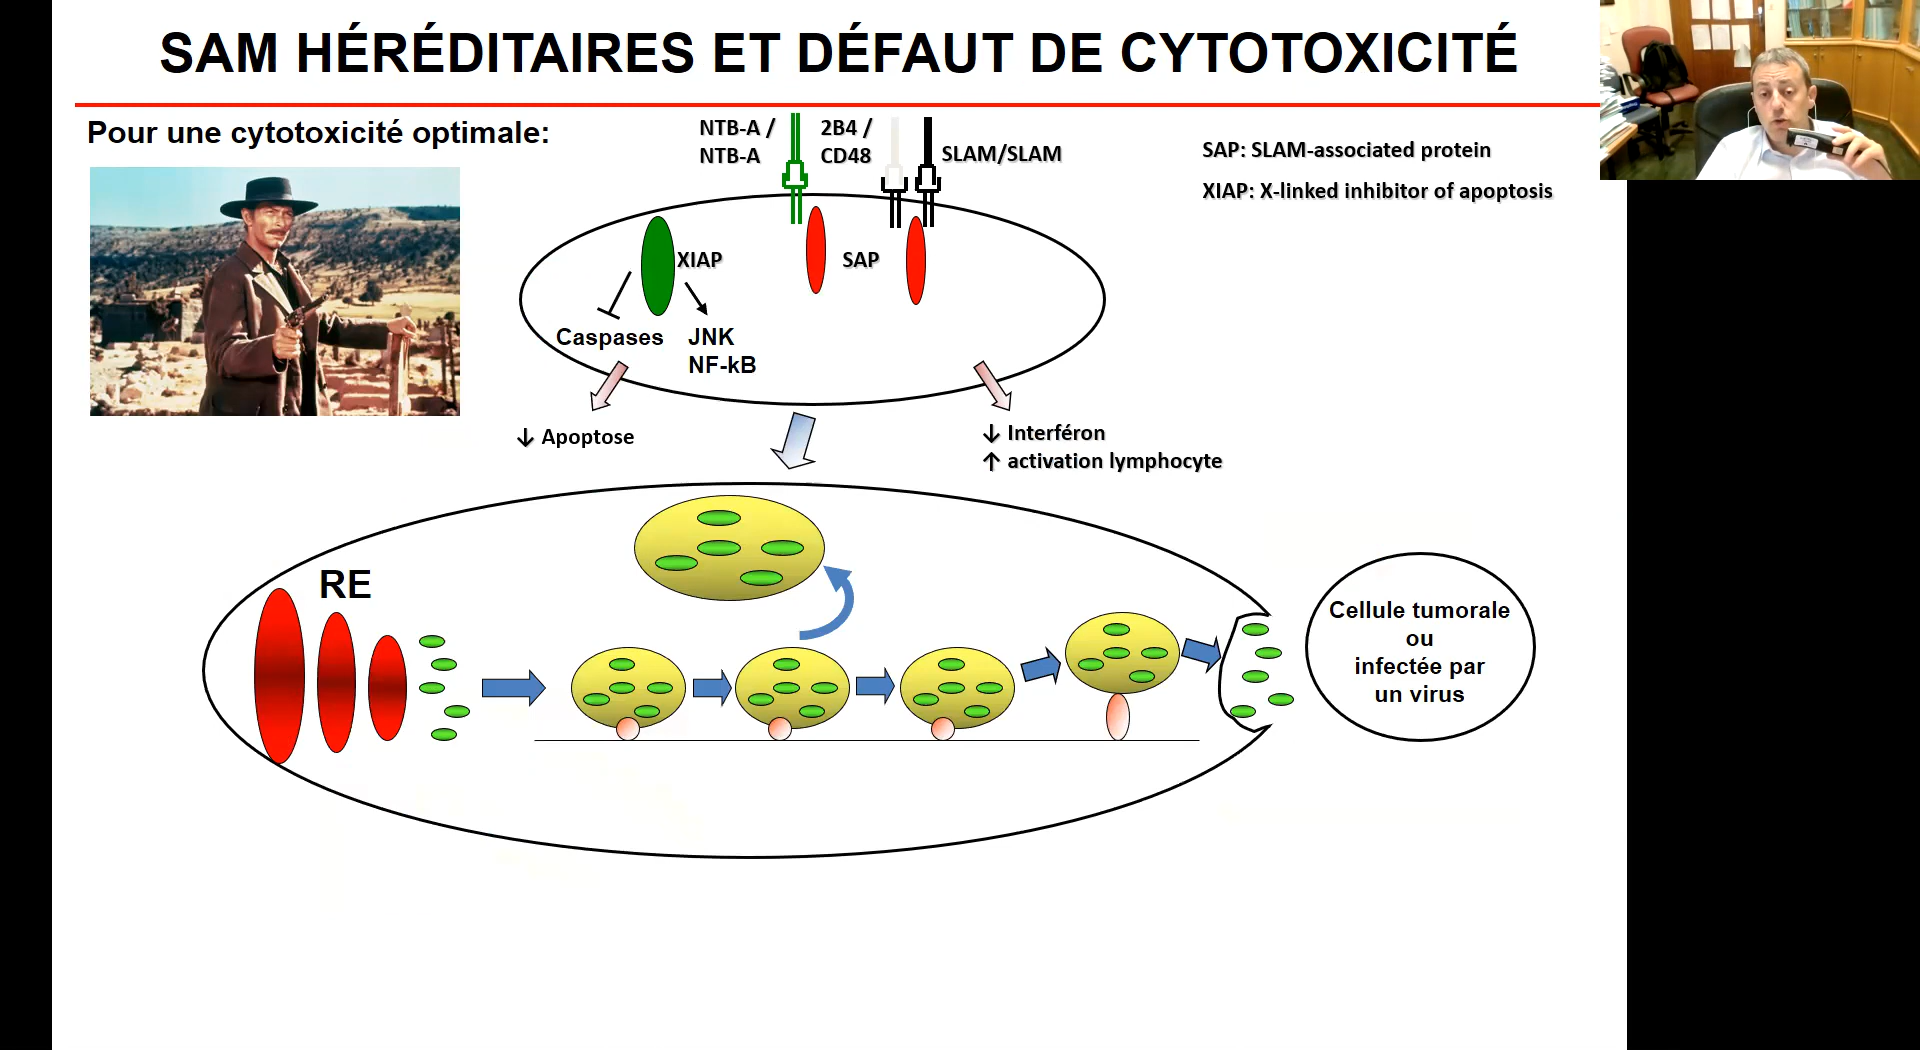 SAM HÉRÉDITAIRES ET DÉFAUT DE CYTOTOXICITÉ
Pour une cytotoxicité optimale:
NTB-A /
NTB-A
2B4 /
CD48
SLAM/SLAM
SAP: SLAM-associated protein
XIAP: X-linked inhibitor of apoptosis
XIAP
SAP
Caspases
JNK
NF-kB
↓ Apoptose
↓ Interféron
↑ activation lymphocyte
RE
Cellule tumorale
ou
infectée par
un virus